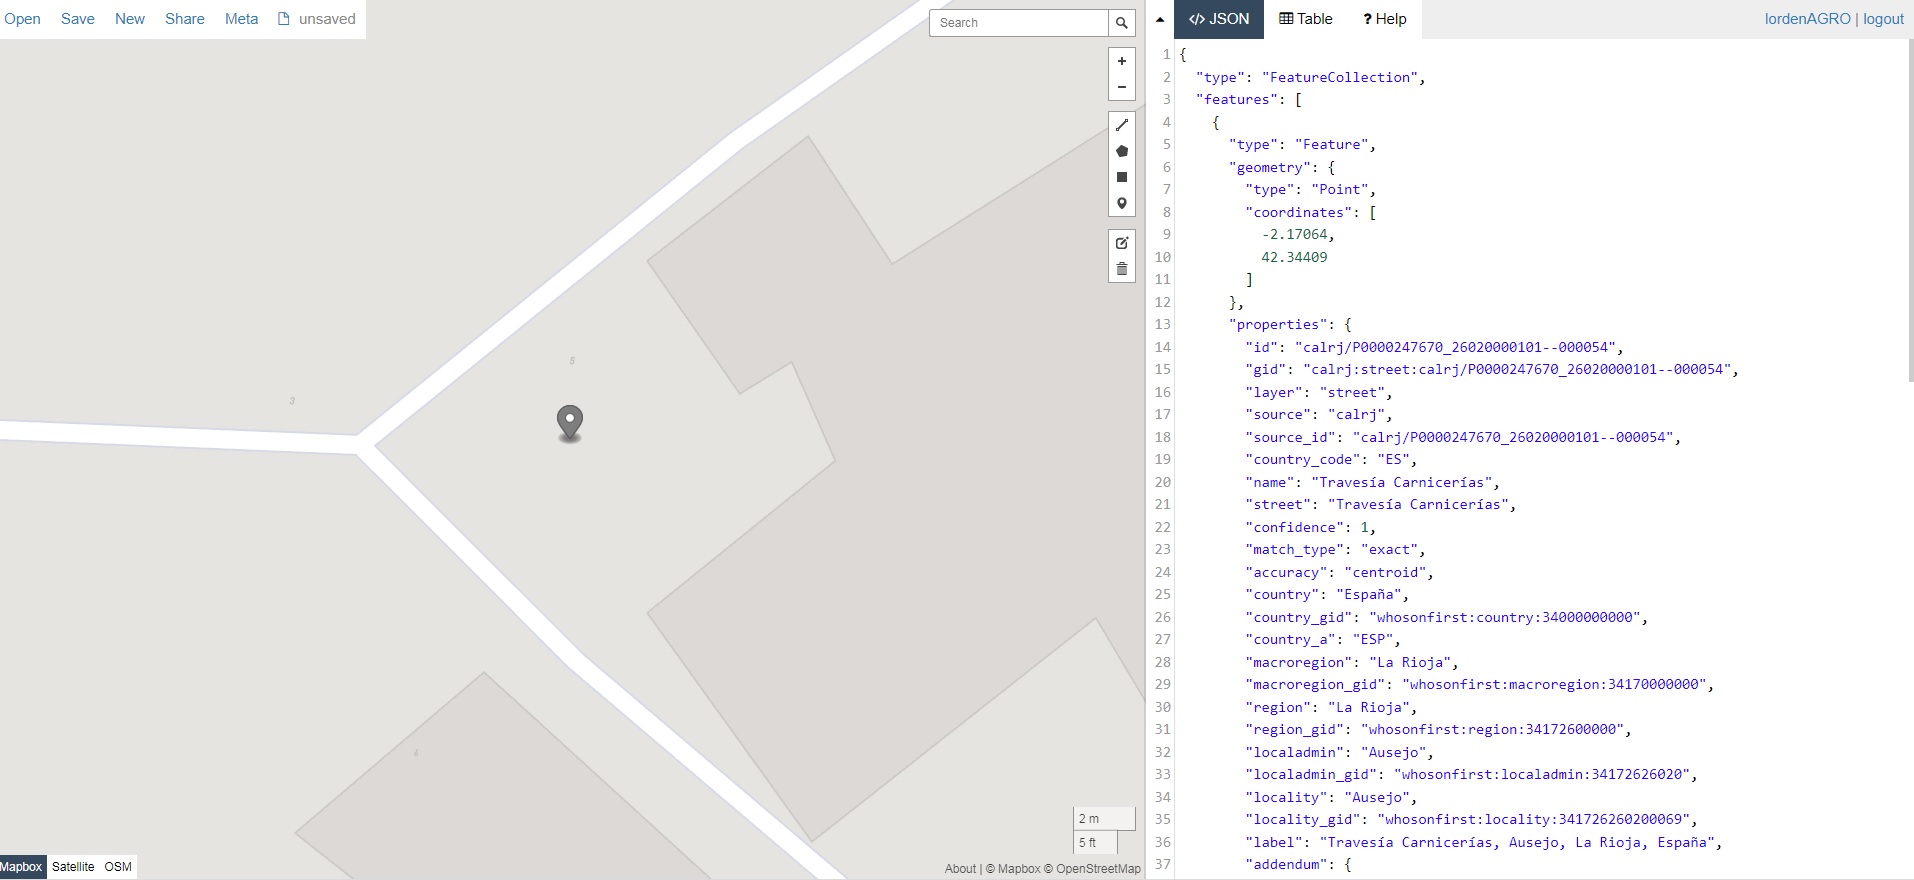 Open Save New Share Meta unsaved
Search
+
−
5
3
4
2 m
5 ft
Mapbox Satellite OSM
About | © Mapbox © OpenStreetMap
</> JSON Table ? Help lordenAGRO | logout
1 {
2 "type": "FeatureCollection",
3 "features": [
4 {
5 "type": "Feature",
6 "geometry": {
7 "type": "Point",
8 "coordinates": [
9 -2.17064,
10 42.34409
11 ]
12 },
13 "properties": {
14 "id": "calrj/P0000247670_26020000101--000054",
15 "gid": "calrj:street:calrj/P0000247670_26020000101--000054",
16 "layer": "street",
17 "source": "calrj",
18 "source_id": "calrj/P0000247670_26020000101--000054",
19 "country_code": "ES",
20 "name": "Travesía Carnicerías",
21 "street": "Travesía Carnicerías",
22 "confidence": 1,
23 "match_type": "exact",
24 "accuracy": "centroid",
25 "country": "España",
26 "country_gid": "whosonfirst:country:34000000000",
27 "country_a": "ESP",
28 "macroregion": "La Rioja",
29 "macroregion_gid": "whosonfirst:macroregion:34170000000",
30 "region": "La Rioja",
31 "region_gid": "whosonfirst:region:34172600000",
32 "localadmin": "Ausejo",
33 "localadmin_gid": "whosonfirst:localadmin:34172626020",
34 "locality": "Ausejo",
35 "locality_gid": "whosonfirst:locality:341726260200069",
36 "label": "Travesía Carnicerías, Ausejo, La Rioja, España",
37 "addendum": {